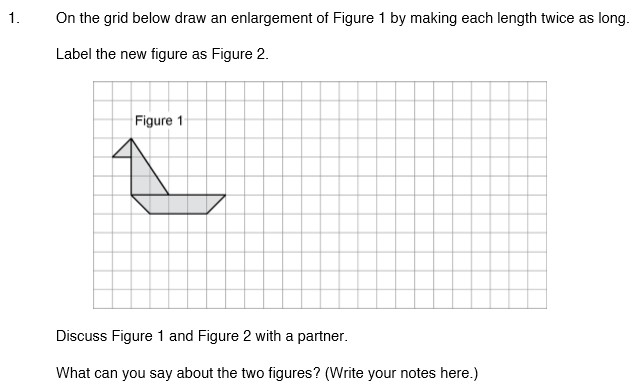 1. On the grid below draw an enlargement of Figure 1 by making each length twice as long.
Label the new figure as Figure 2.
Figure 1
Discuss Figure 1 and Figure 2 with a partner.
What can you say about the two figures? (Write your notes here.)